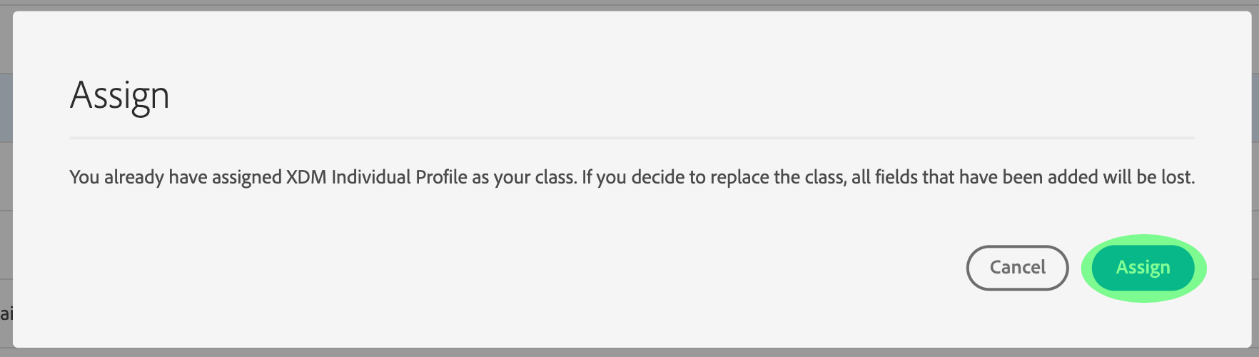 Assign
You already have assigned XDM Individual Profile as your class. If you decide to replace the class, all fields that have been added will be lost.
Cancel
Assign